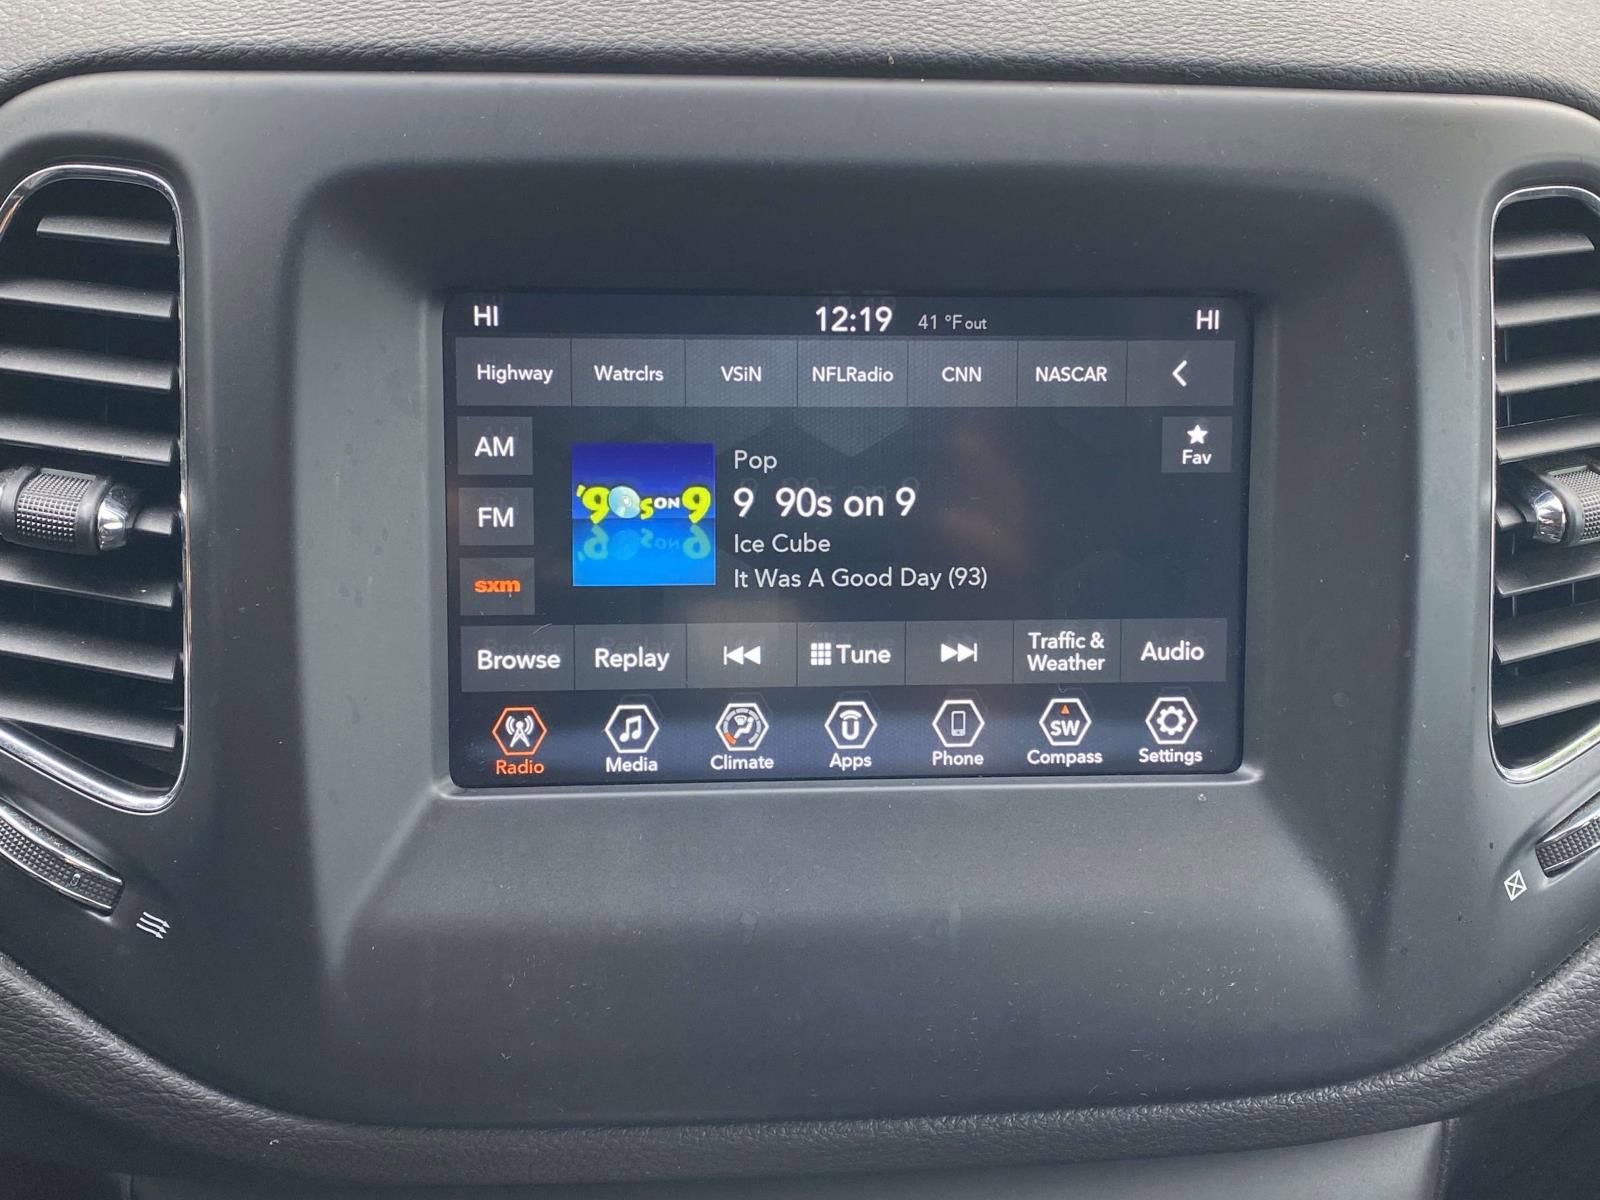 HI 12:19 41 °F out HI
Highway Watrclrs VSiN NFLRadio CNN NASCAR
AM
Fav
Pop
'90s ON 9
9 90s on 9
FM
Ice Cube
It Was A Good Day (93)
sxm
Browse Replay Tune Traffic & Weather Audio
U SW
Radio Media Climate Apps Phone Compass Settings